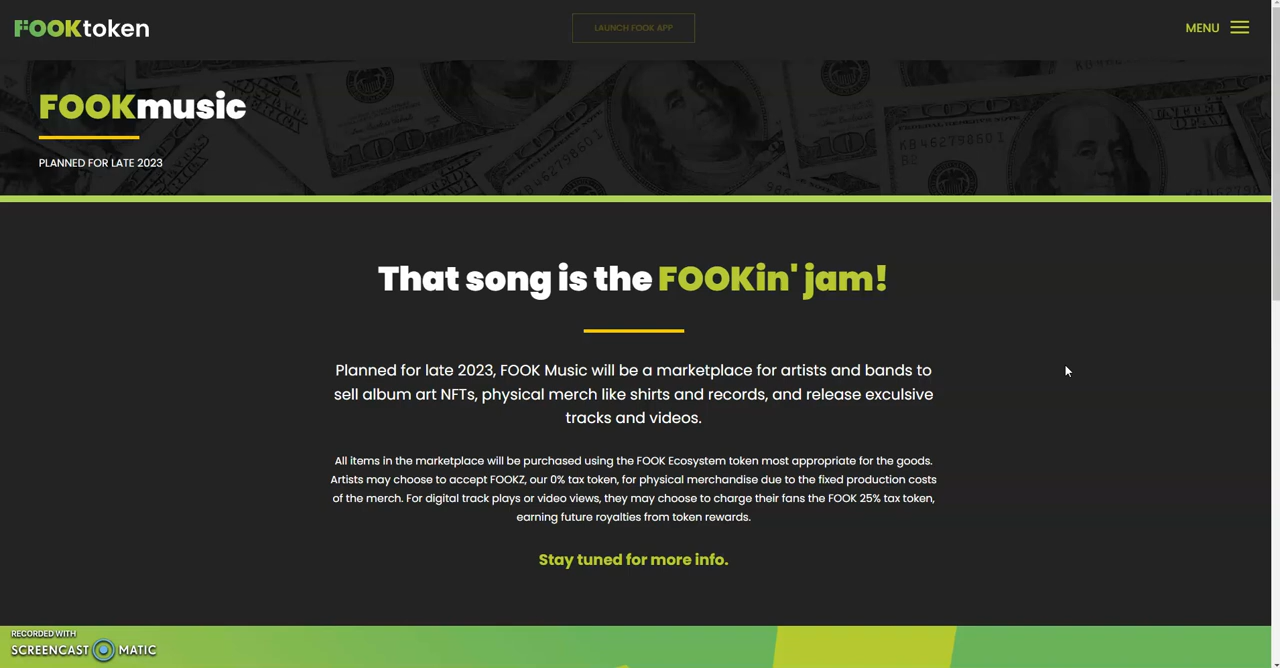 FOOKtoken
LAUNCH FOOK APP
MENU
FOOKmusic
PLANNED FOR LATE 2023
KB 46279850 I
B2
That song is the FOOKin' jam!
Planned for late 2023, FOOK Music will be a marketplace for artists and bands to
sell album art NFTs, physical merch like shirts and records, and release exculsive
tracks and videos.
All items in the marketplace will be purchased using the FOOK Ecosystem token most appropriate for the goods.
Artists may choose to accept FOOKZ, our 0% tax token, for physical merchandise due to the fixed production costs
of the merch. For digital track plays or video views, they may choose to charge their fans the FOOK 25% tax token,
earning future royalties from token rewards.
Stay tuned for more info.
RECORDED WITH
SCREENCAST MATIC